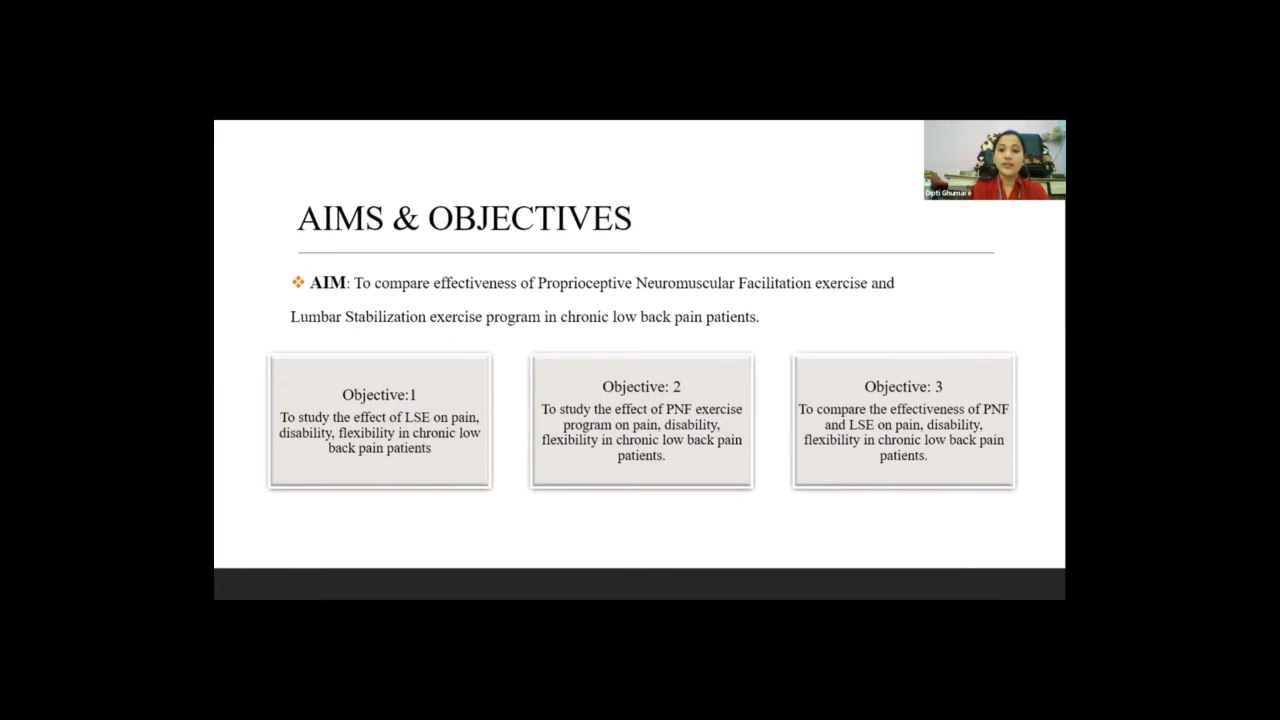 Dipti Ghumare
AIMS & OBJECTIVES
AIM: To compare effectiveness of Proprioceptive Neuromuscular Facilitation exercise and
Lumbar Stabilization exercise program in chronic low back pain patients.
Objective:1
To study the effect of LSE on pain,
disability, flexibility in chronic low
back pain patients
Objective: 2
To study the effect of PNF exercise
program on pain, disability,
flexibility in chronic low back pain
patients.
Objective: 3
To compare the effectiveness of PNF
and LSE on pain, disability,
flexibility in chronic low back pain
patients.